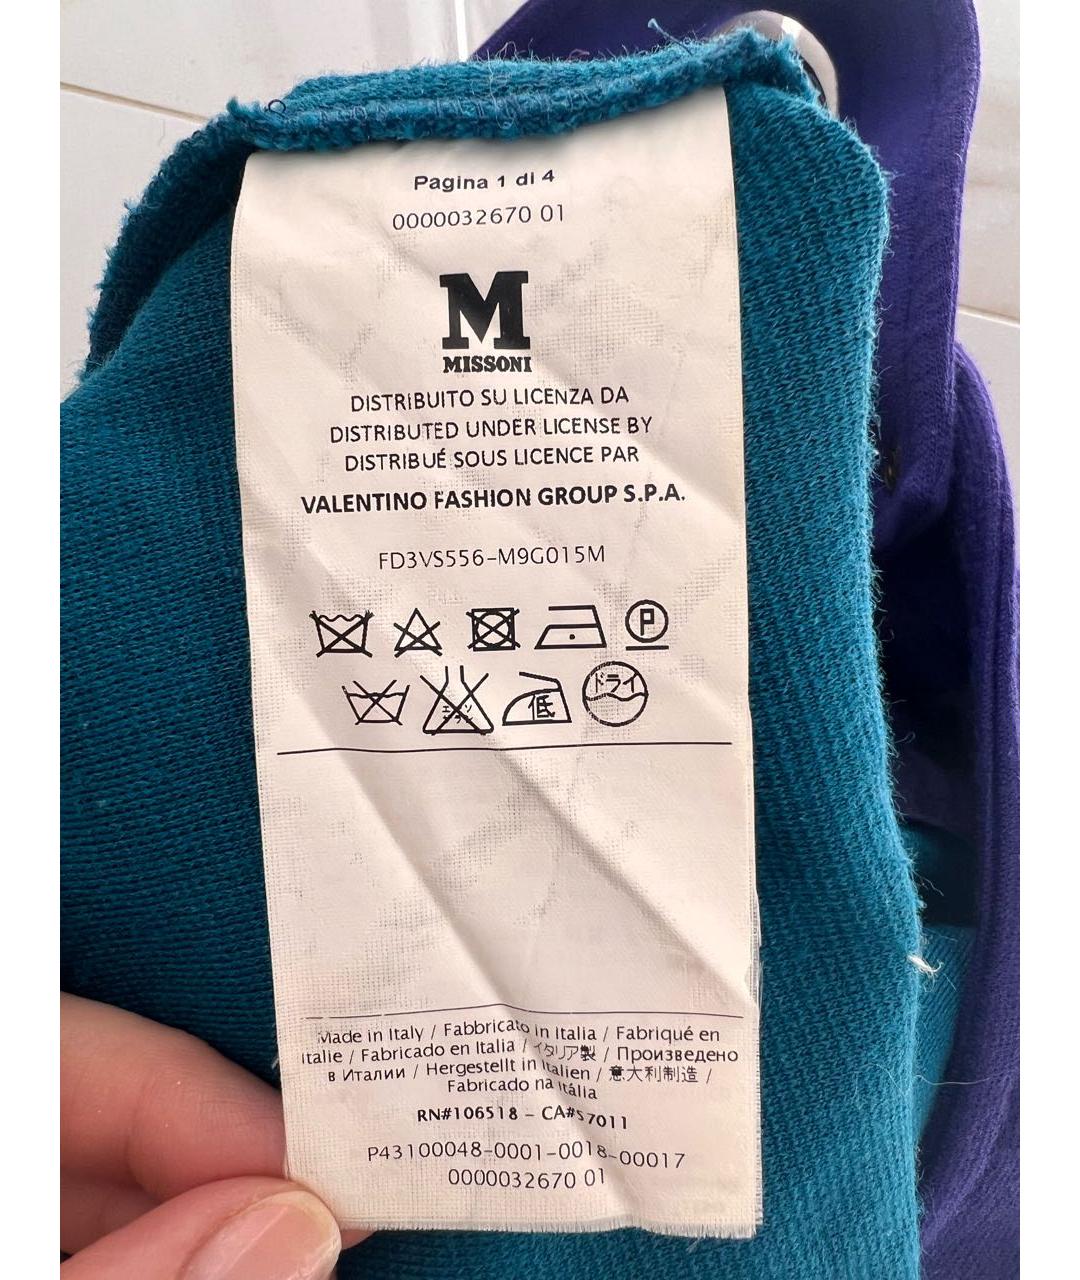 Pagina 1 di 4
0000032670 01
M
MISSONI
DISTRIBUITO SU LICENZA DA
DISTRIBUTED UNDER LICENSE BY
DISTRIBUÉ SOUS LICENCE PAR
VALENTINO FASHION GROUP S.P.A.
FD3VS556-M9G015M
P
低 ドライ
Made in Italy / Fabbricato in Italia / Fabriqué en
Italie / Fabricado en Italia / イタリア製 / Произведено
в Италии / Hergestellt in Italien / 意大利制造 /
Fabricado na Itália
RN#106518 - CA#57011
P43100048-0001-0018-00017
0000032670 01